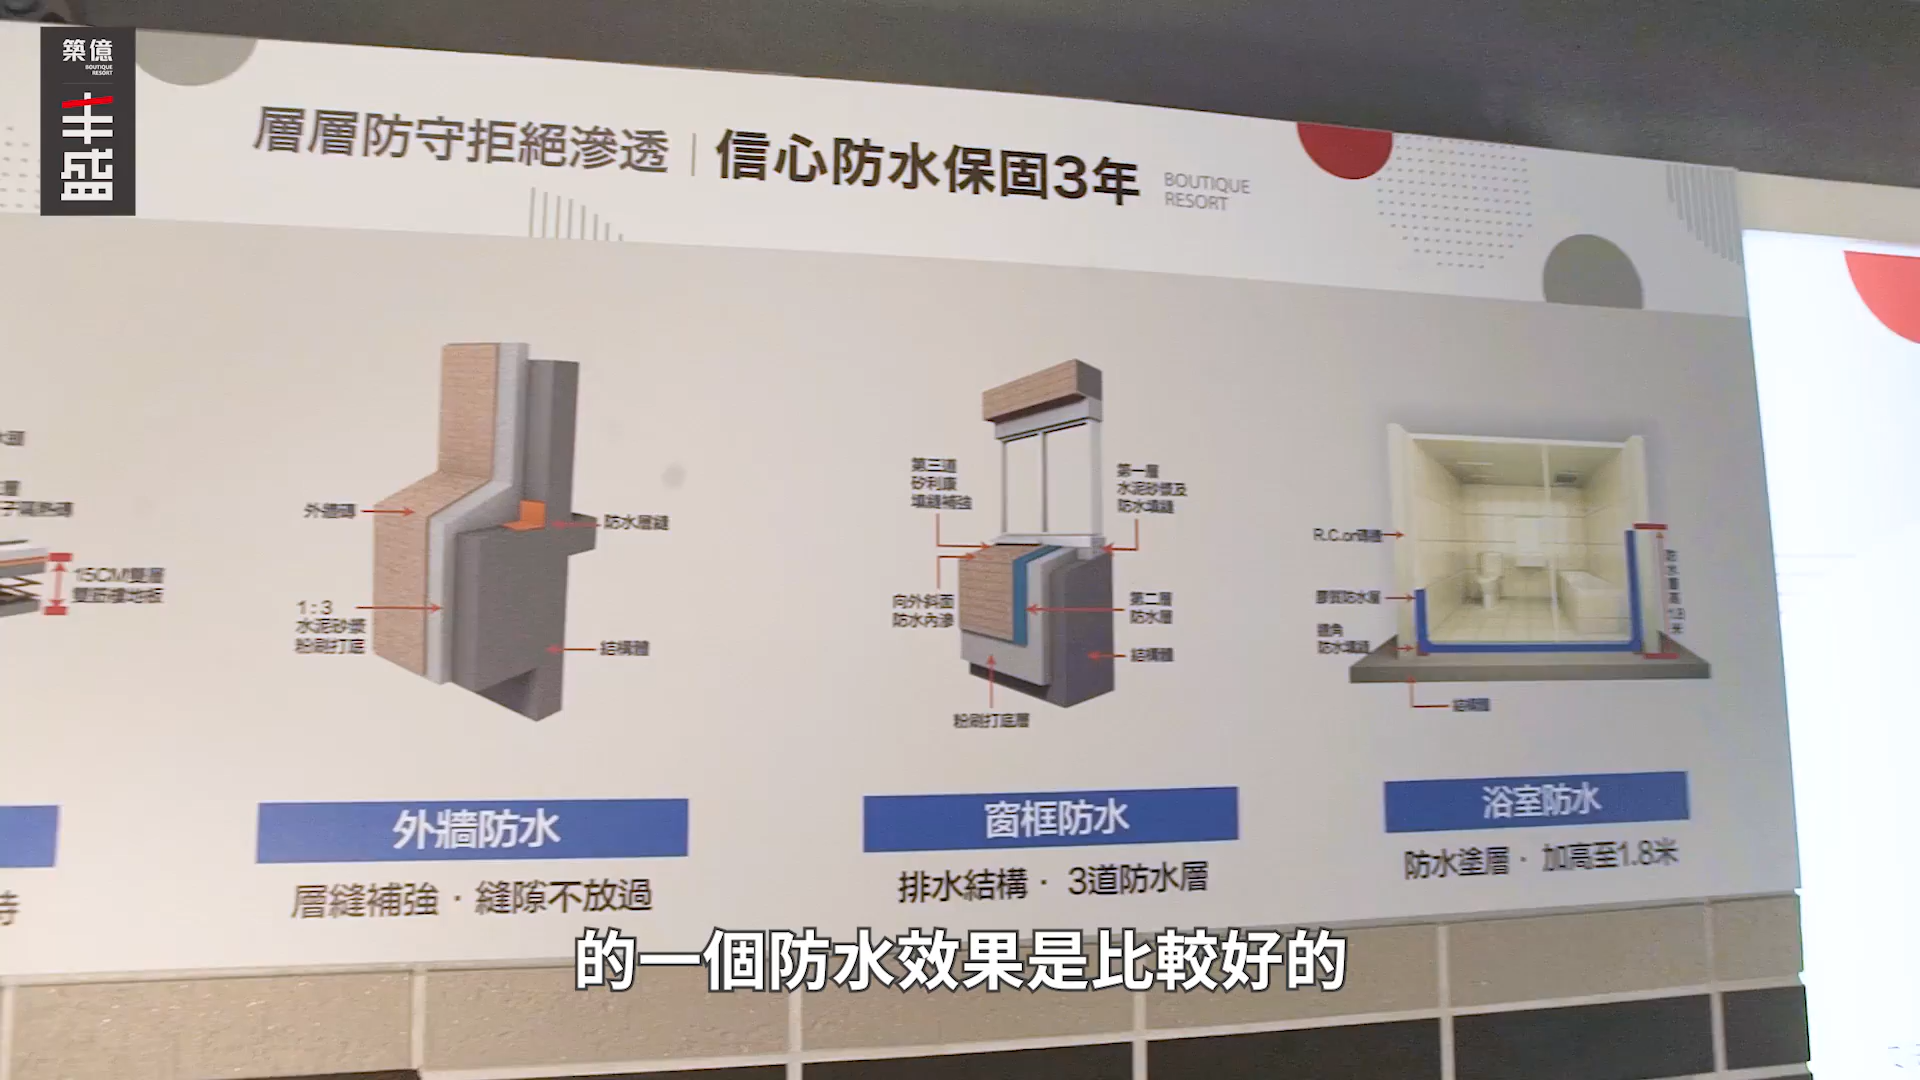 築億
BOUTIQUE
RESORT
丰盛
層層防守拒絕滲透｜信心防水保固3年
BOUTIQUE
RESORT
15CM雙層
雙筋樓地板
外牆磚
防水層縫
1:3
水泥砂漿
粉刷打底
結構體
第三道
矽利康
填縫補強
第一層
水泥砂漿及
防水填縫
向外斜面
防水內滲
第二層
防水層
結構體
粉刷打底層
R.C.or磚牆
膠質防水層
牆角
防水填縫
結構體
外牆防水
層縫補強·縫隙不放過
窗框防水
排水結構·3道防水層
浴室防水
防水塗層·加高至1.8米
的一個防水效果是比較好的